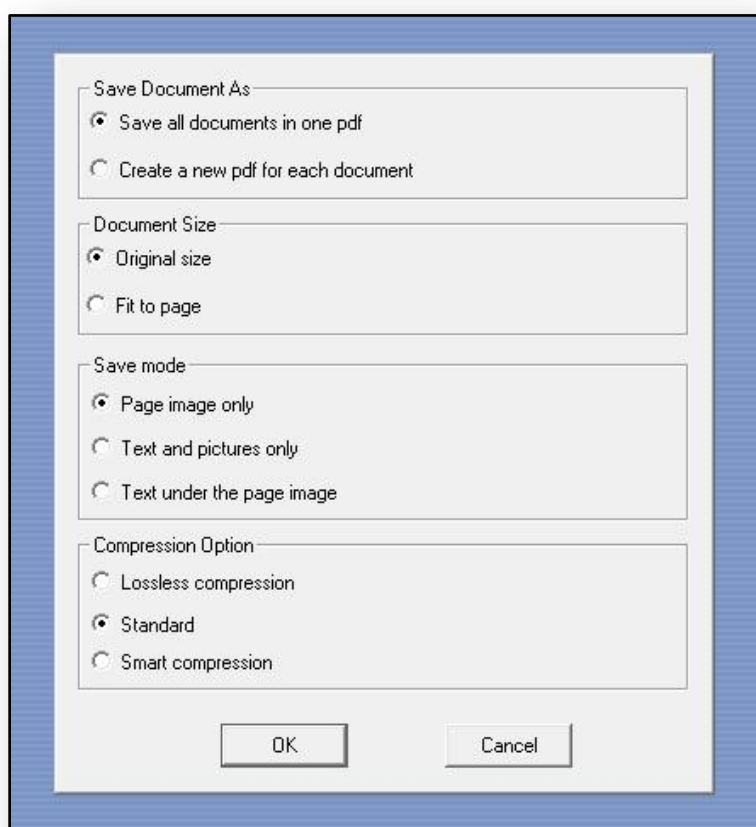 Save Document As
Save all documents in one pdf
Create a new pdf for each document
Document Size
Original size
Fit to page
Save mode
Page image only
Text and pictures only
Text under the page image
Compression Option
Lossless compression
Standard
Smart compression
OK Cancel